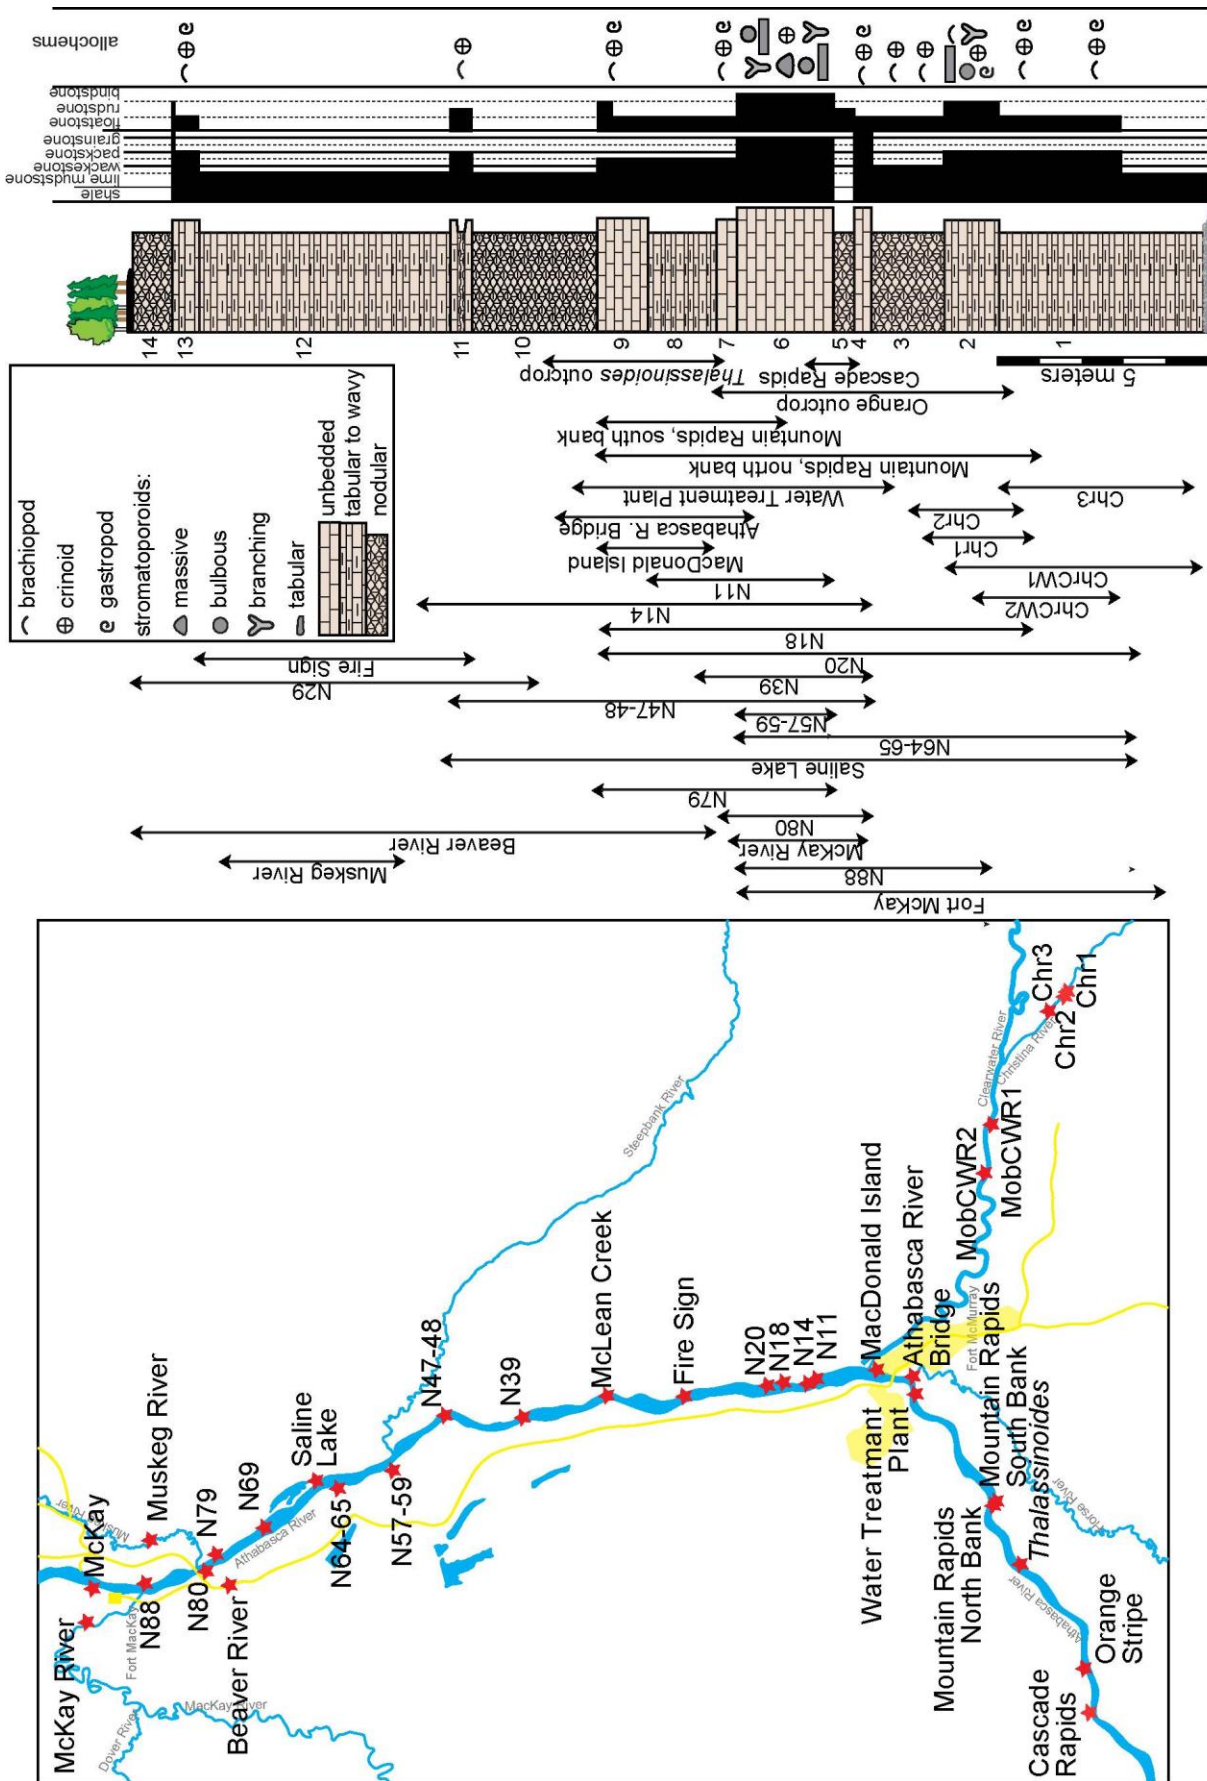 allochems
bindstone
rudstone
floatstone
grainstone
packstone
wackestone
lime mudstsone
shale
14
13
12
11
10
9
8
7
6
5
4
3
2
1
5 meters
brachiopod
crinoid
gastropod
stromatoporoids:
massive
bulbous
branching
tabular
unbedded
tabular to wavy
nodular
Thalassinoides outcrop
Cascade Rapids
Orange outcrop
Mountain Rapids, south bank
Mountain Rapids, north bank
Water Treatment Plant
Chr3
Athabasca R. Bridge
Chr2
MacDonald Island
Chr1
N11
ChrCW1
N14
ChrCW2
N18
N20
Fire Sign
N29
N39
N47-48
N57-59
N64-65
Saline Lake
N79
N80
Beaver River
McKay River
Muskeg River
N88
Fort McKay
McKay River
McKay
Muskeg River
Muskeg River
Fort MacKay
N88
N80
N79
Beaver River
MacKay River
Dover River
N69
Athabasca River
Saline
Lake
N64-65
N57-59
N47-48
Steepbank River
N39
McLean Creek
Fire Sign
N20
N18
N14
N11
MacDonald Island
Water Treatmant
Plant
Athabasca River
Bridge
Fort McMurray
MobCWR2
MobCWR1
Clearwater River
Christina River
Chr3
Chr2
Chr1
Mountain Rapids
North Bank
Mountain Rapids
South Bank
Thalassinoides
Horse River
Athabasca River
Orange
Stripe
Cascade
Rapids